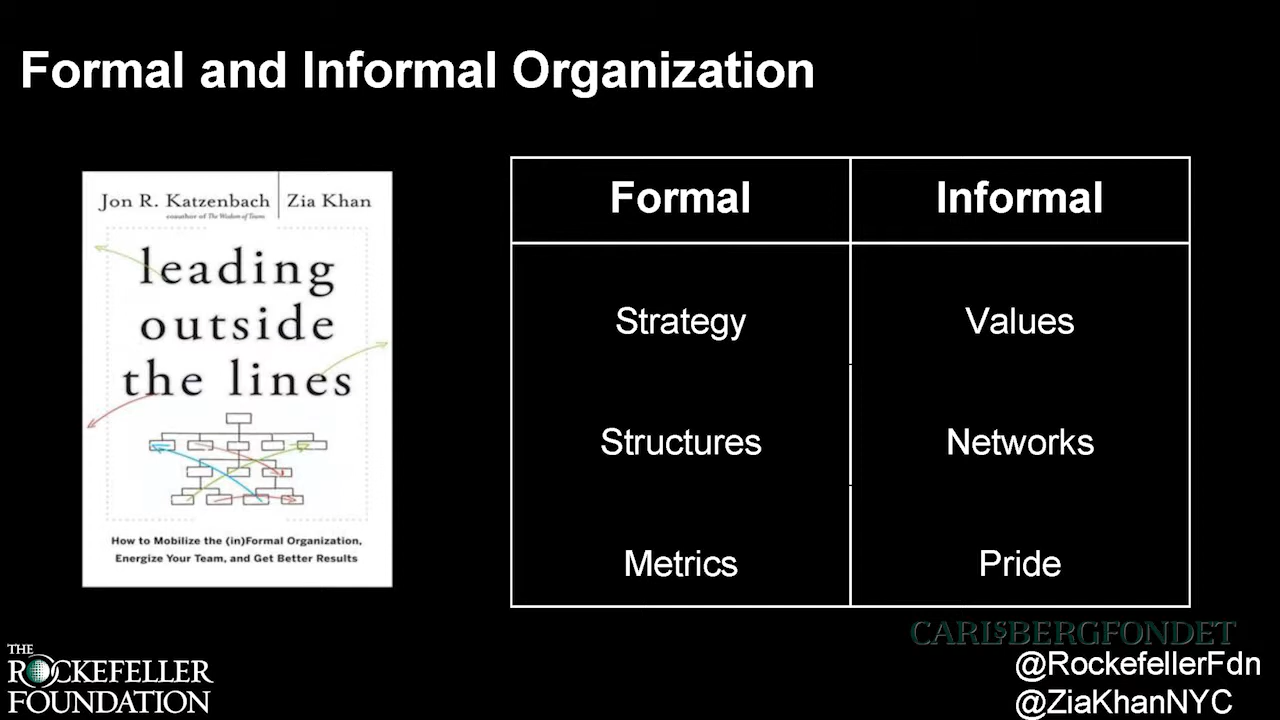 Formal and Informal Organization
Jon R. Katzenbach Zia Khan
coauthor of The Wisdom of Teams
leading
outside
the lines
How to Mobilize the (in)Formal Organization,
Energize Your Team, and Get Better Results
Formal Informal
Strategy Values
Structures Networks
Metrics Pride
CARLSBERGFONDET
THE
ROCKEFELLER
FOUNDATION
@RockefellerFdn
@ZiaKhanNYC